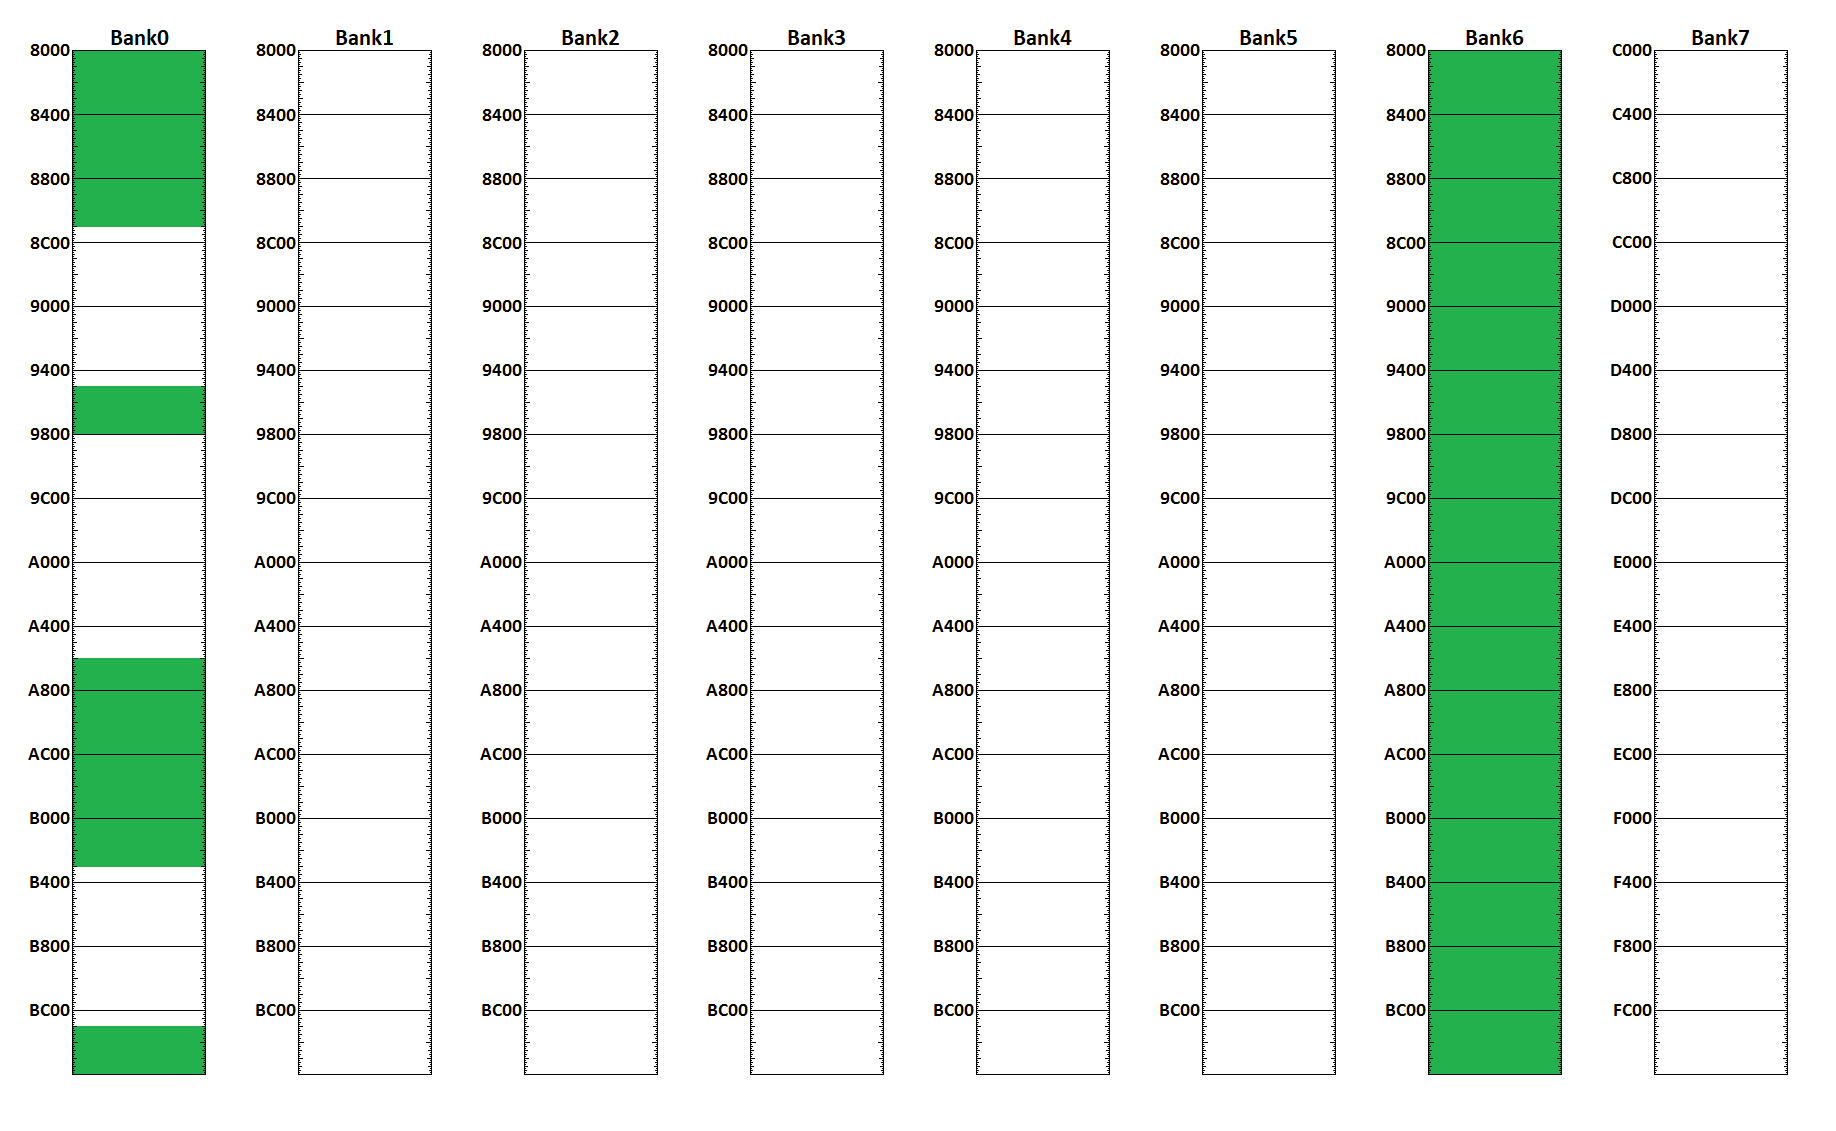 Bank0 Bank1 Bank2 Bank3 Bank4 Bank5 Bank6 Bank7
8000 8000 8000 8000 8000 8000 8000 C000
8400 8400 8400 8400 8400 8400 8400 C400
8800 8800 8800 8800 8800 8800 8800 C800
8C00 8C00 8C00 8C00 8C00 8C00 8C00 CC00
9000 9000 9000 9000 9000 9000 9000 D000
9400 9400 9400 9400 9400 9400 9400 D400
9800 9800 9800 9800 9800 9800 9800 D800
9C00 9C00 9C00 9C00 9C00 9C00 9C00 DC00
A000 A000 A000 A000 A000 A000 A000 E000
A400 A400 A400 A400 A400 A400 A400 E400
A800 A800 A800 A800 A800 A800 A800 E800
AC00 AC00 AC00 AC00 AC00 AC00 AC00 EC00
B000 B000 B000 B000 B000 B000 B000 F000
B400 B400 B400 B400 B400 B400 B400 F400
B800 B800 B800 B800 B800 B800 B800 F800
BC00 BC00 BC00 BC00 BC00 BC00 BC00 FC00